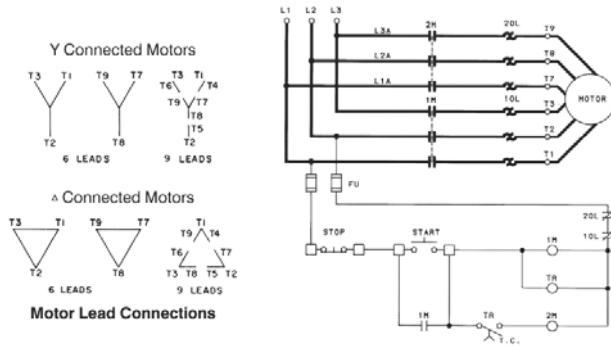 Y Connected Motors
T3 T1 T9 T7 T3 T1
T6 T4
T9 T7
T8
T5
T2 T8 T2
6 LEADS 9 LEADS
△ Connected Motors
T3 T1 T9 T7 T1
T9 T4
T6 T7
T2 T8 T3 T8 T5 T2
6 LEADS 9 LEADS
Motor Lead Connections
L1 L2 L3
L3A 2M 2OL T9
L2A T8
L1A T7
1M 1OL T3
T2
T1
MOTOR
FU
2OL
1OL
STOP START 1M
TR
1M TR 2M
T.C.